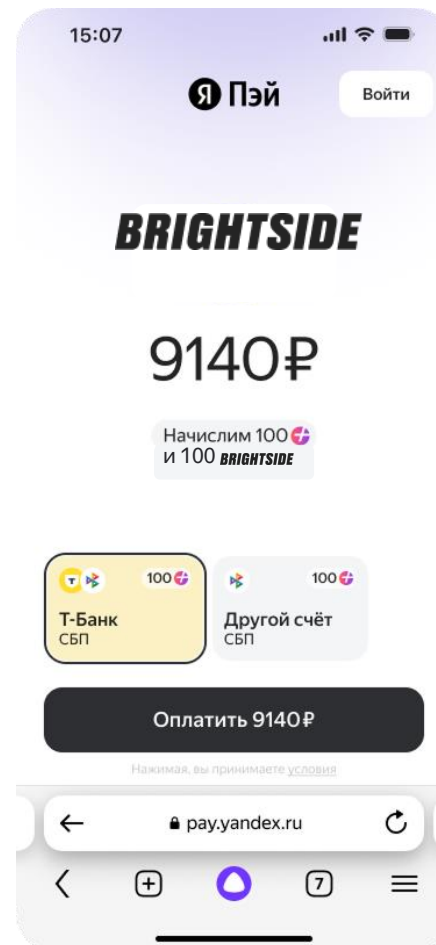 15:07
Я Пэй
Войти
BRIGHTSIDE
9140 ₽
Начислим 100
и 100 BRIGHTSIDE
Т 100
100
Т-Банк
СБП
Другой счёт
СБП
Оплатить 9140 ₽
Нажимая, вы принимаете условия
pay.yandex.ru
7